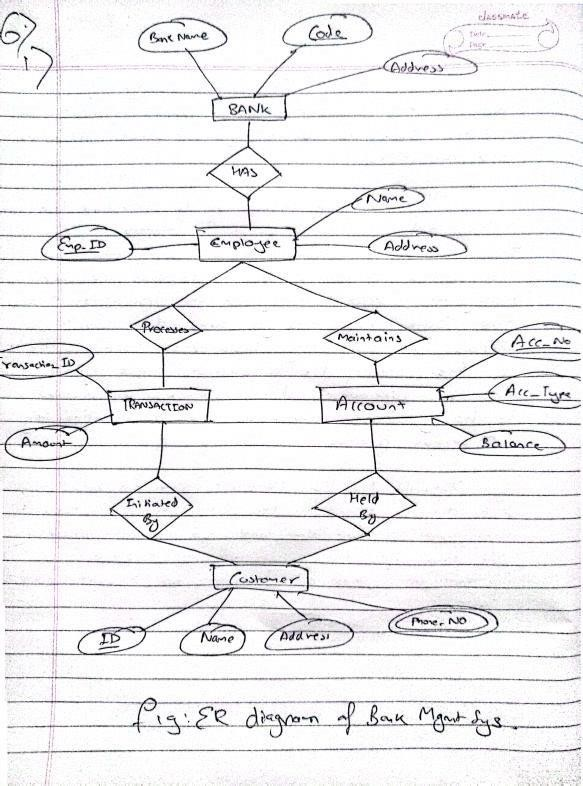 classmate
Date
Page
Bank Name
Code
Address
BANK
HAS
Name
Emp_ID
Employee
Address
Processes
Maintains
Transaction_ID
Acc_No
TRANSACTION
Account
Acc_Type
Amount
Balance
Initiated
By
Held
By
Customer
ID
Name
Address
Phone_NO
fig: ER diagram of Bank Mgmt Sys.